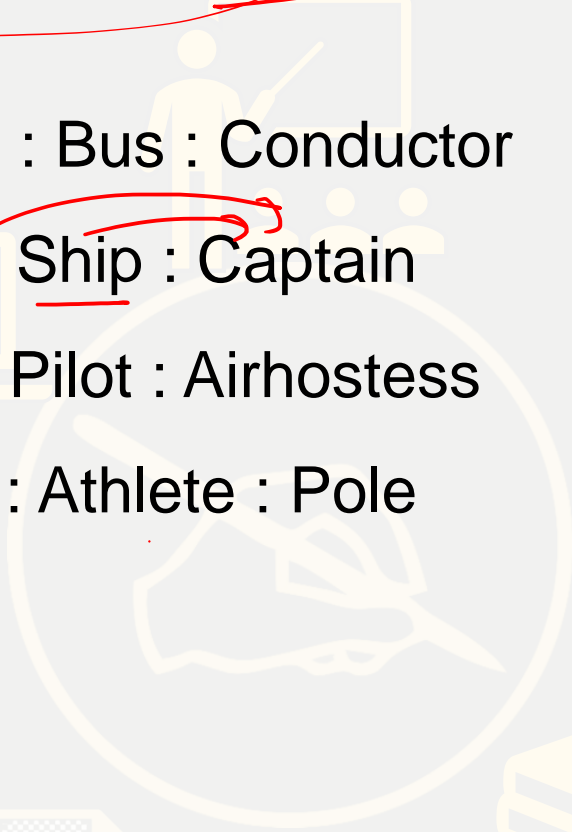 : Bus : Conductor
Ship : Captain
Pilot : Airhostess
: Athlete : Pole